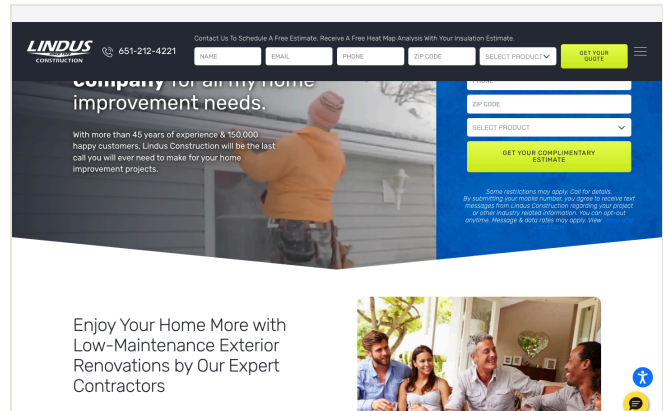 Contact Us To Schedule A Free Estimate. Receive A Free Heat Map Analysis With Your Insulation Estimate.
LINDUS
SINCE 1979
CONSTRUCTION
651-212-4221
NAME
EMAIL
PHONE
ZIP CODE
SELECT PRODUCT
GET YOUR
QUOTE
company for all my home
improvement needs.
With more than 45 years of experience & 150,000
happy customers, Lindus Construction will be the last
call you will ever need to make for your home
improvement projects.
PHONE
ZIP CODE
SELECT PRODUCT
GET YOUR COMPLIMENTARY
ESTIMATE
Some restrictions may apply. Call for details.
By submitting your mobile number, you agree to receive text
messages from Lindus Construction regarding your project
or other industry related information. You can opt-out
anytime. Message & data rates may apply. View
Enjoy Your Home More with
Low-Maintenance Exterior
Renovations by Our Expert
Contractors